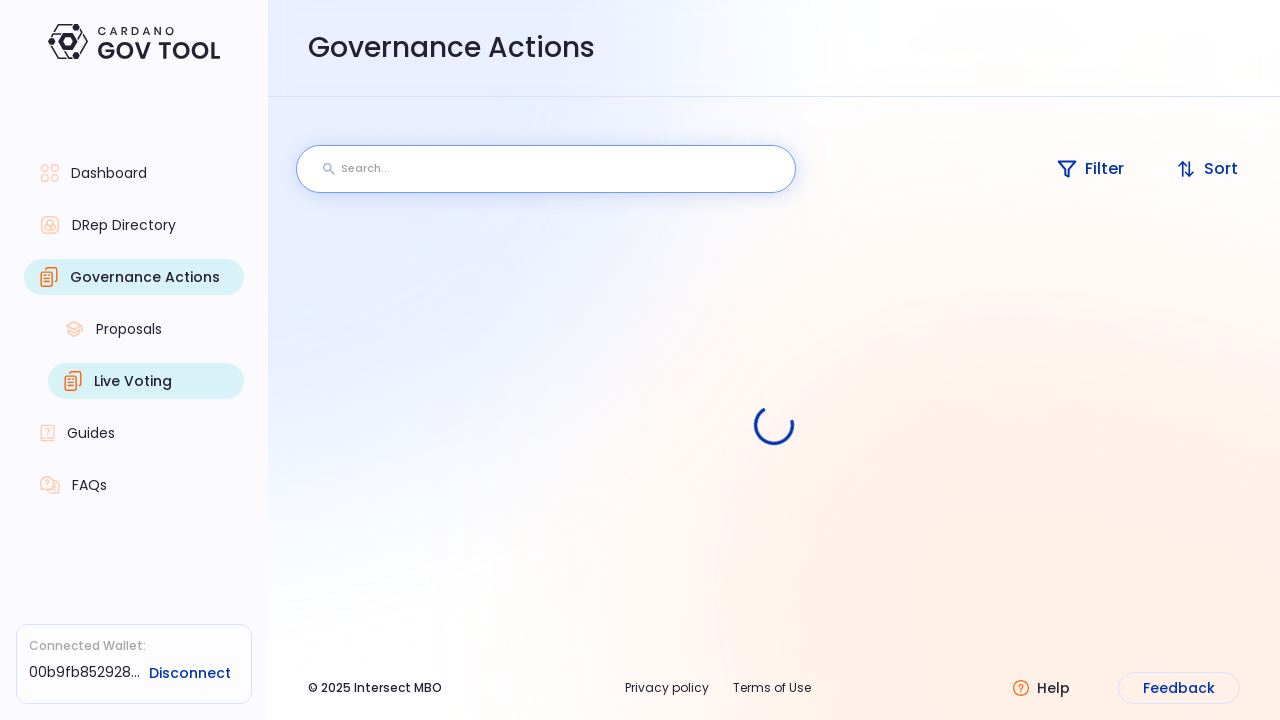 CARDANO
GOV TOOL
Governance Actions
Dashboard
DRep Directory
Governance Actions
Proposals
Live Voting
Guides
FAQs
Connected Wallet:
00b9fb852928...
Disconnect
Search...
Filter
Sort
© 2025 Intersect MBO
Privacy policy
Terms of Use
Help
Feedback